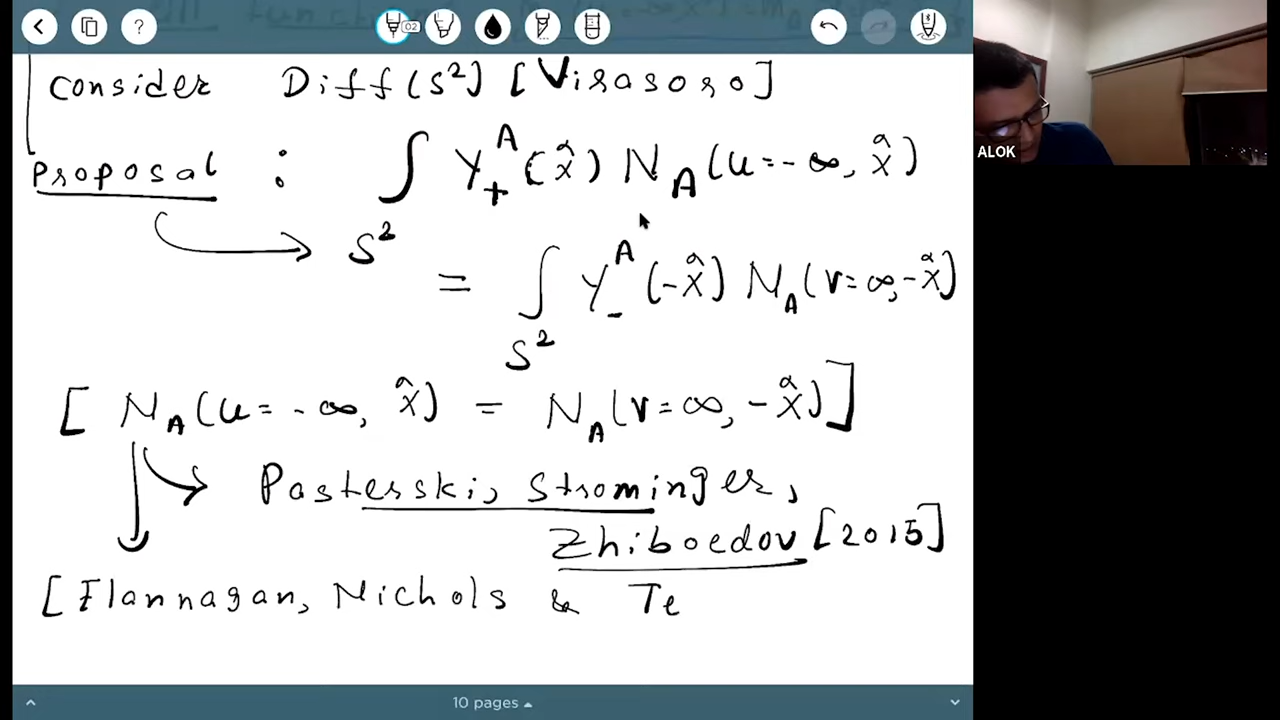 Consider Diff(S²) [Virasoro]
Proposal : ∫ Y₊^A (x̂) N_A (u = -∞, x̂)
S²
= ∫ Y₋^A (-x̂) N_A (v = ∞, -x̂)
S²
[ N_A (u = -∞, x̂) = N_A (v = ∞, -x̂) ]
Pasterski, Strominger,
Zhiboedov [2015]
[Flannagan, Nichols & Te
ALOK
10 pages